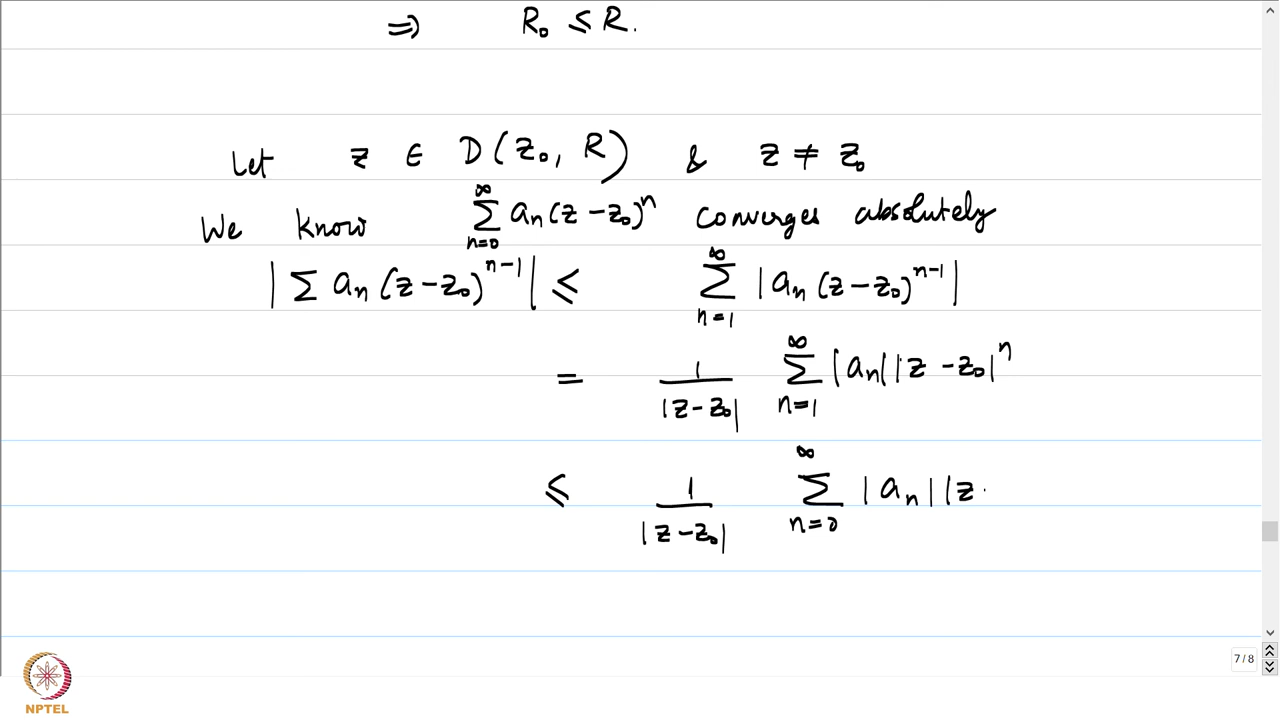 ⇒ R₀ ≤ R.
Let z ∈ D(z₀, R) & z ≠ z₀
We know ∑_{n=0}^{∞} aₙ(z-z₀)ⁿ converges absolutely
|∑ aₙ(z-z₀)^{n-1}| ≤ ∑_{n=1}^{∞} |aₙ(z-z₀)^{n-1}|
= 1/|z-z₀| ∑_{n=1}^{∞} |aₙ||z-z₀|ⁿ
≤ 1/|z-z₀| ∑_{n=0}^{∞} |aₙ||z
7/8
NPTEL